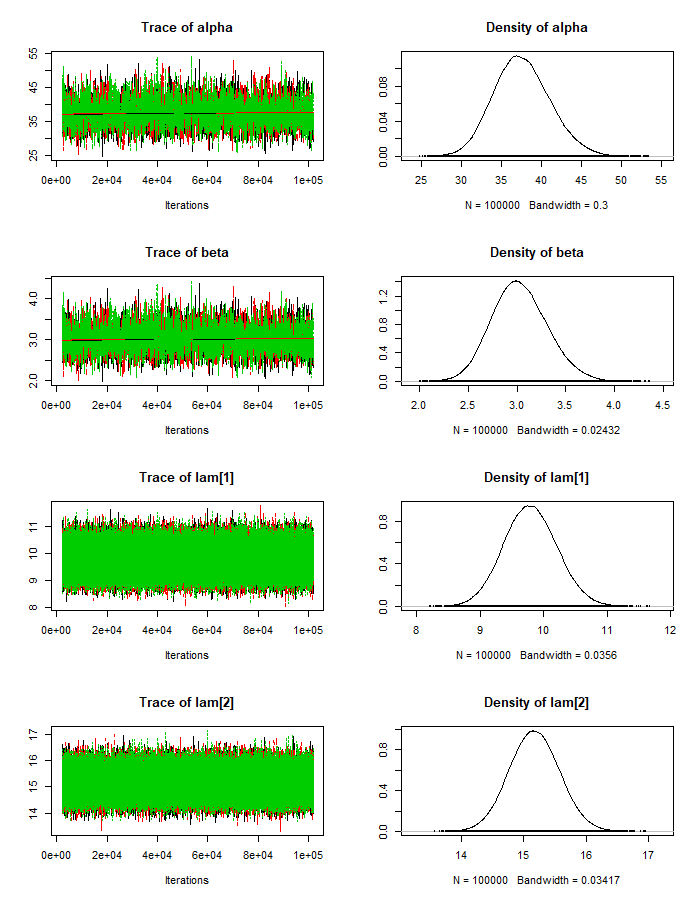 Trace of alpha
55
45
35
25
0e+00 2e+04 4e+04 6e+04 8e+04 1e+05
Iterations
Density of alpha
0.08
0.04
0.00
25 30 35 40 45 50 55
N = 100000 Bandwidth = 0.3
Trace of beta
4.0
3.0
2.0
0e+00 2e+04 4e+04 6e+04 8e+04 1e+05
Iterations
Density of beta
1.2
0.8
0.4
0.0
2.0 2.5 3.0 3.5 4.0 4.5
N = 100000 Bandwidth = 0.02432
Trace of lam[1]
11
10
9
8
0e+00 2e+04 4e+04 6e+04 8e+04 1e+05
Iterations
Density of lam[1]
0.8
0.4
0.0
8 9 10 11 12
N = 100000 Bandwidth = 0.0356
Trace of lam[2]
17
16
15
14
0e+00 2e+04 4e+04 6e+04 8e+04 1e+05
Iterations
Density of lam[2]
0.8
0.4
0.0
14 15 16 17
N = 100000 Bandwidth = 0.03417